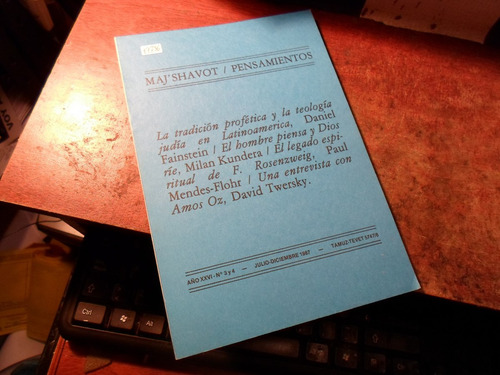 MAJ'SHAVOT / PENSAMIENTOS
La tradición profética y la teología
judía en Latinoamerica, Daniel
Fainstein / El hombre piensa y Dios
ríe, Milan Kundera / El legado espi-
ritual de F. Rosenzweig, Paul
Mendes-Flohr / Una entrevista con
Amos Oz, David Twersky.
AÑO XXVI - Nº 3 y 4 — JULIO-DICIEMBRE 1987 — TAMUZ-TEVET 5747/8
Alt